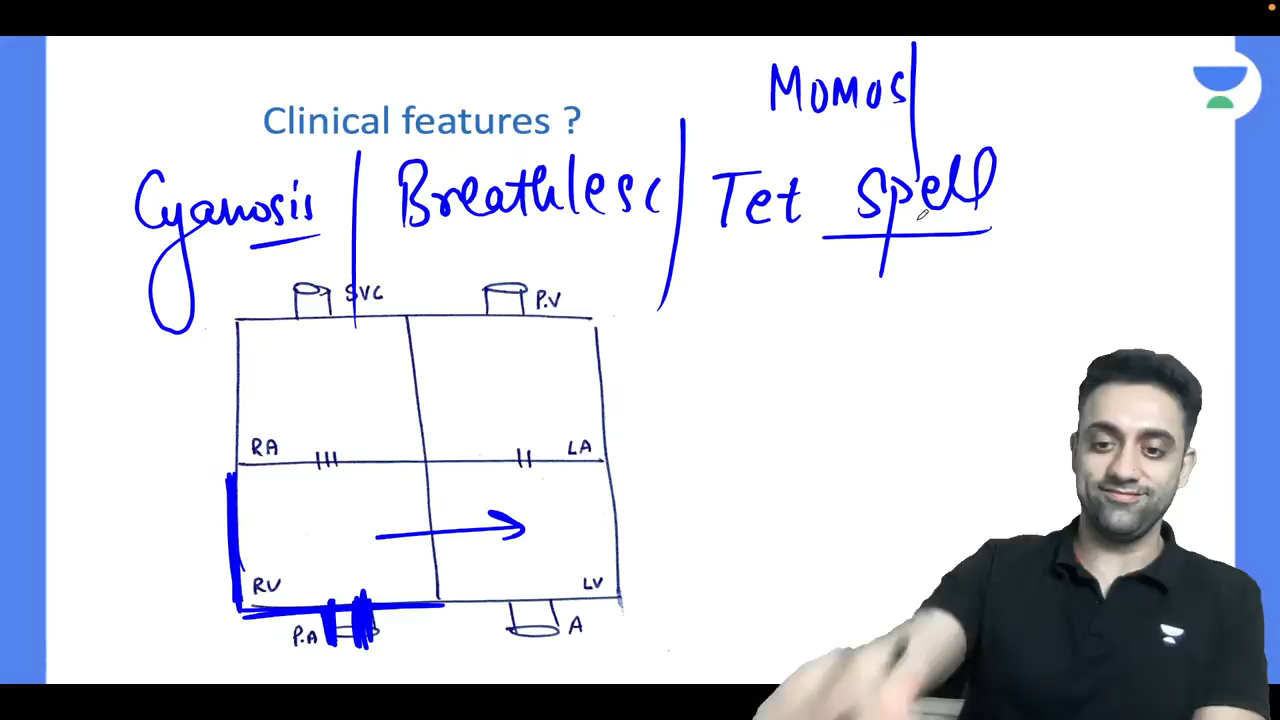 MOMOS
Clinical features ?
Cyanosis | Breathlesc | Tet Spell
SVC P.V
RA LA
RV LV
P.A A